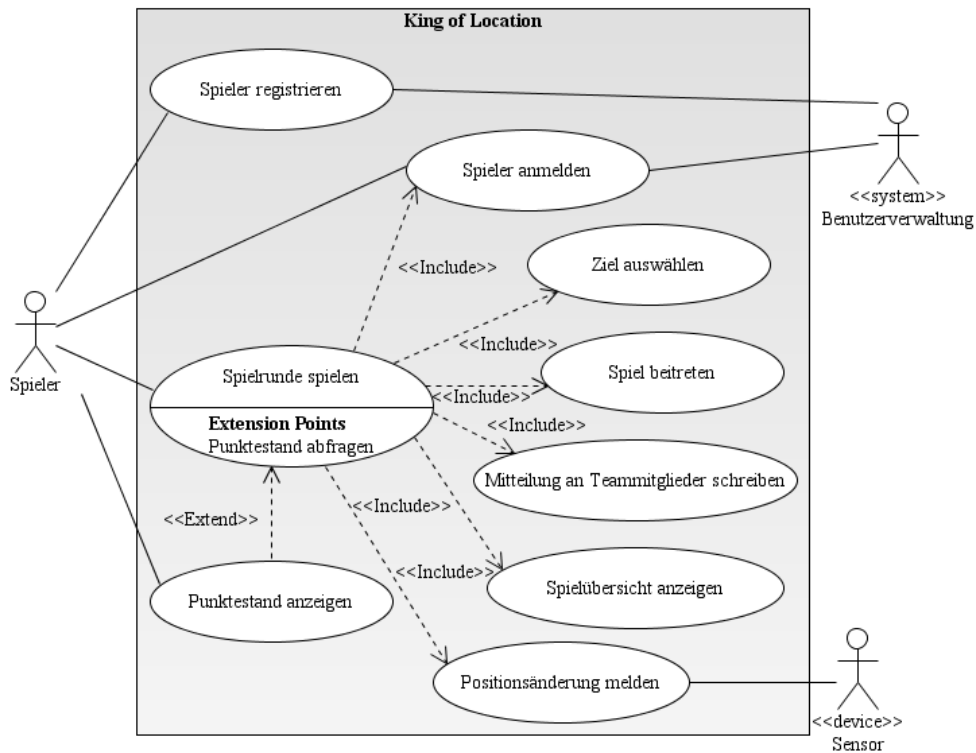 King of Location
Spieler registrieren
Spieler anmelden
<<system>>
Benutzerverwaltung
<<Include>>
Ziel auswählen
Spieler
<<Include>>
Spielrunde spielen
Spiel beitreten
<<Include>>
Extension Points
Punktestand abfragen
<<Include>>
Mitteilung an Teammitglieder schreiben
<<Include>>
<<Extend>>
<<Include>>
Punktestand anzeigen
Spielübersicht anzeigen
Positionsänderung melden
<<device>>
Sensor